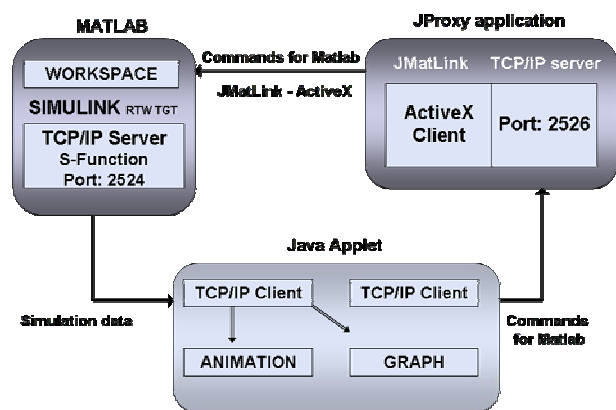 MATLAB
WORKSPACE
SIMULINK RTW TGT
TCP/IP Server
S-Function
Port: 2524
Commands for Matlab
JMatLink - ActiveX
JProxy application
JMatLink TCP/IP server
ActiveX
Client
Port: 2526
Java Applet
TCP/IP Client TCP/IP Client
ANIMATION GRAPH
Simulation data
Commands
for Matlab